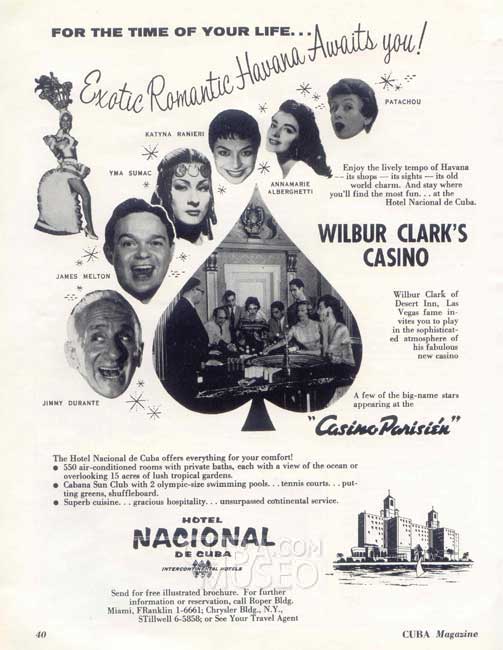 FOR THE TIME OF YOUR LIFE...
Exotic Romantic Havana Awaits you!
PATACHOU
KATYNA RANIERI
YMA SUMAC
ANNAMARIE
ALBERGHETTI
Enjoy the lively tempo of Havana
-- its shops — its sights — its old
world charm. And stay where
you'll find the most fun. . . at the
Hotel Nacional de Cuba.
WILBUR CLARK'S
CASINO
JAMES MELTON
Wilbur Clark of
Desert Inn, Las
Vegas fame in-
vites you to play
in the sophisticat-
ed atmosphere of
his fabulous
new casino
JIMMY DURANTE
A few of the big-name stars
appearing at the
"Casino Parisién"
The Hotel Nacional de Cuba offers everything for your comfort!
● 550 air-conditioned rooms with private baths, each with a view of the ocean or
overlooking 15 acres of lush tropical gardens.
● Cabana Sun Club with 2 olympic-size swimming pools. . . tennis courts. . . put-
ting greens, shuffleboard.
● Superb cuisine. . . gracious hospitality. . . unsurpassed continental service.
HOTEL
NACIONAL
DE CUBA
INTERCONTINENTAL HOTELS
Send for free illustrated brochure. For further
information or reservation, call Roper Bldg.
Miami, FRanklin 1-6661; Chrysler Bldg., N.Y.,
STillwell 6-5858; or See Your Travel Agent
40
CUBA Magazine